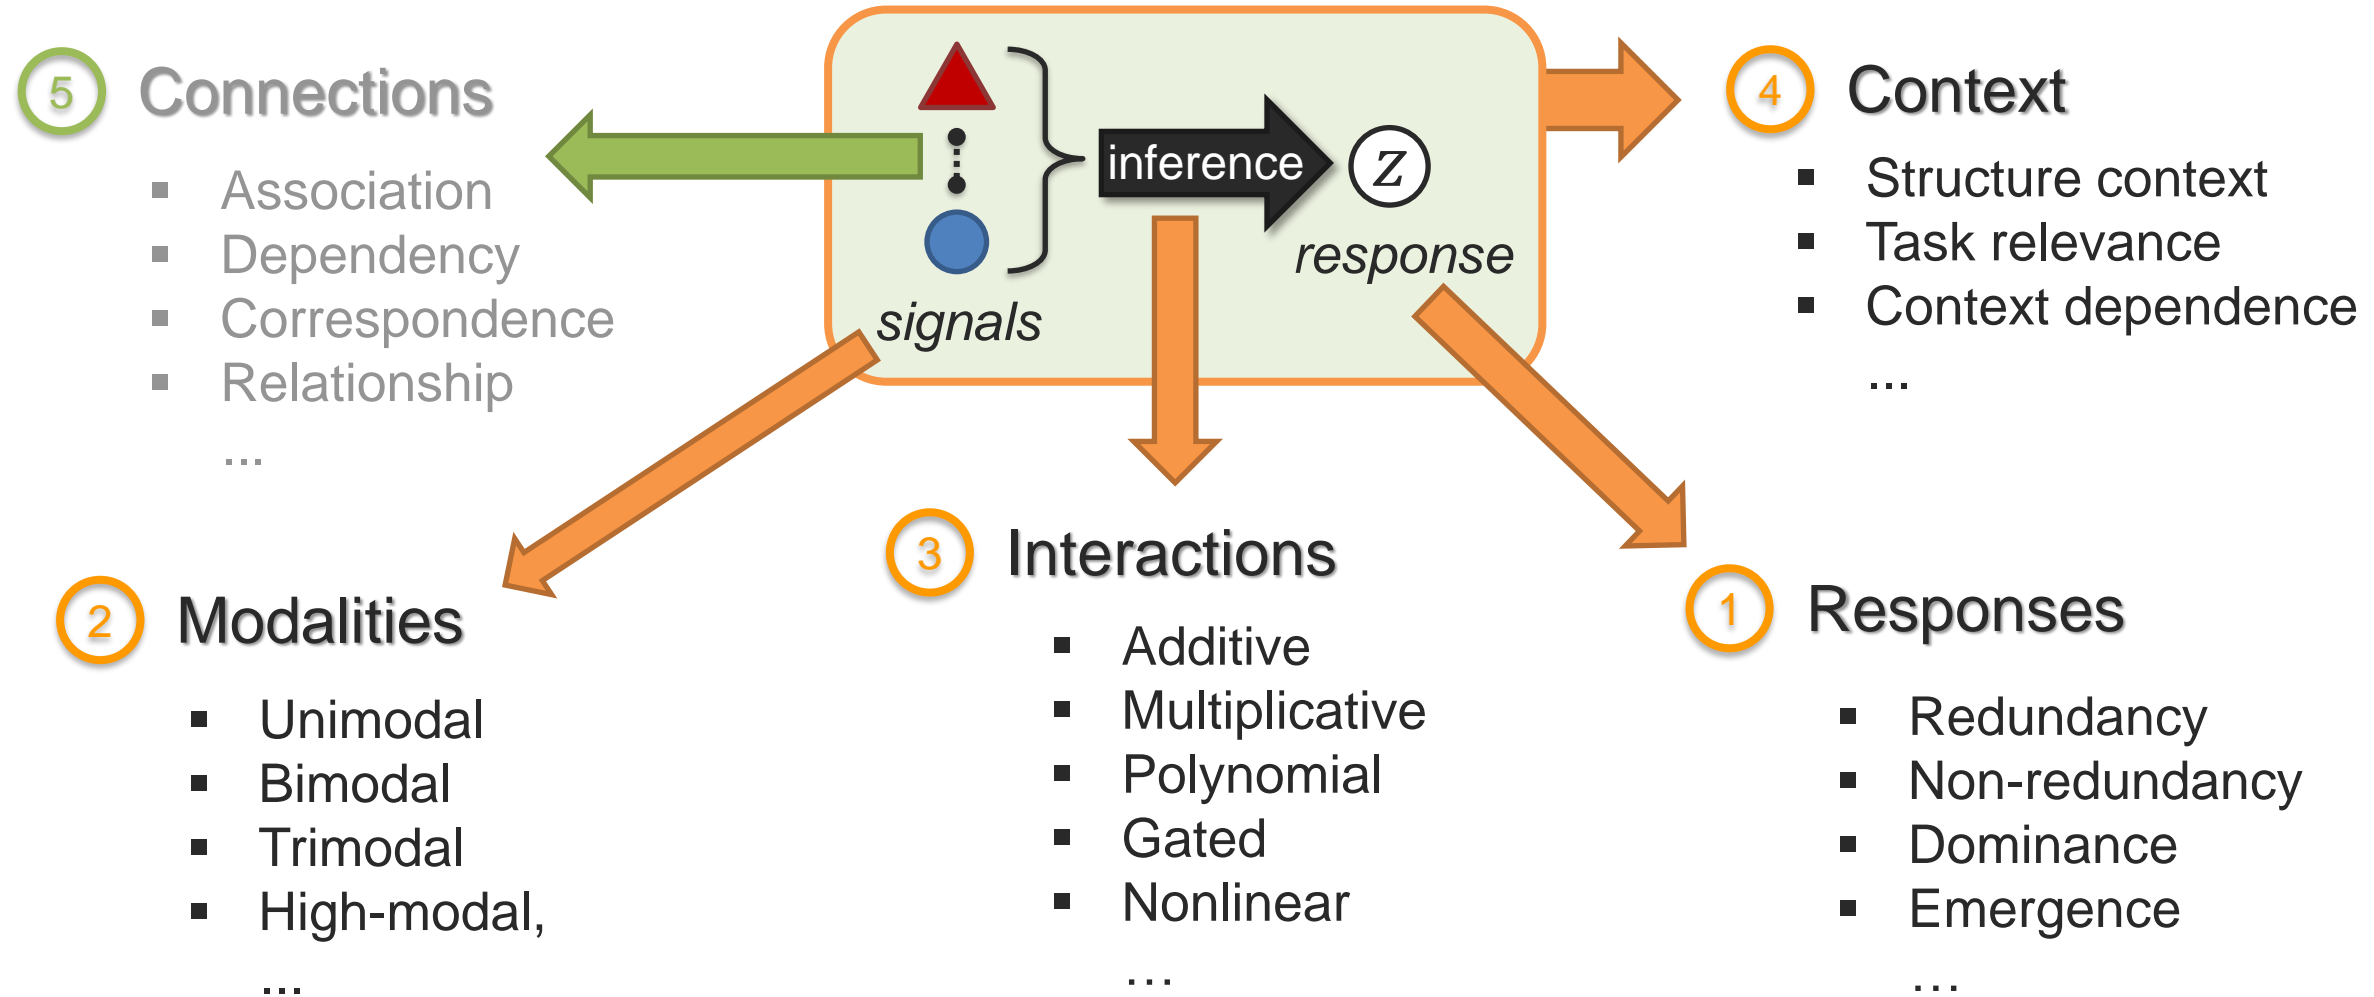 5 Connections
Association
Dependency
Correspondence
Relationship
...
signals
inference
z
response
4 Context
Structure context
Task relevance
Context dependence
...
2 Modalities
Unimodal
Bimodal
Trimodal
High-modal,
...
3 Interactions
Additive
Multiplicative
Polynomial
Gated
Nonlinear
...
1 Responses
Redundancy
Non-redundancy
Dominance
Emergence
...